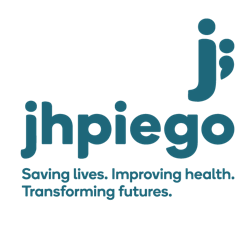 j;
jhpiego
Saving lives. Improving health.
Transforming futures.